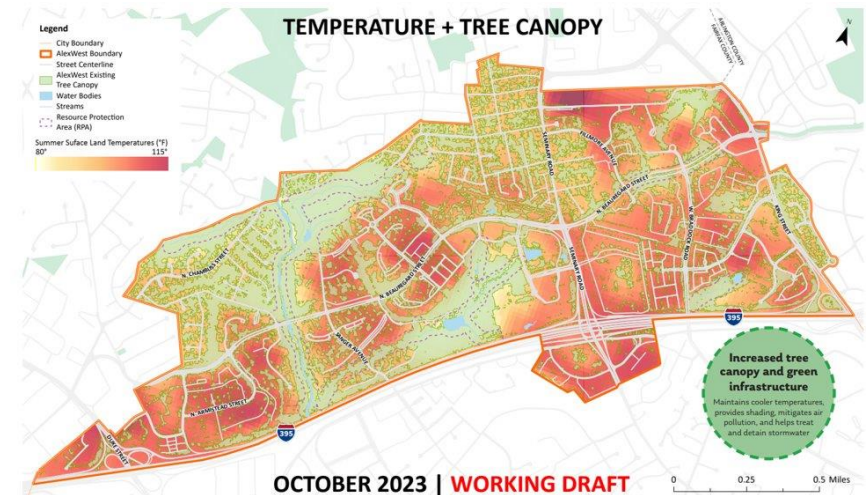 TEMPERATURE + TREE CANOPY
Legend
City Boundary
AlexWest Boundary
Street Centerline
AlexWest Existing
Tree Canopy
Water Bodies
Streams
Resource Protection
Area (RPA)
Summer Suface Land Temperatures (°F)
80°
115°
N
ARLINGTON COUNTY
FAIRFAX COUNTY
SEMINARY ROAD
FILLMORE AVENUE
N. BEAUREGARD STREET
W. BRADDOCK ROAD
KING STREET
N. CHAMBLISS STREET
N. BEAUREGARD STREET
SEMINARY ROAD
SANGER AVENUE
N. ARMISTEAD STREET
DUKE STREET
395
395
Increased tree
canopy and green
infrastructure
Maintains cooler temperatures,
provides shading, mitigates air
pollution, and helps treat
and detain stormwater
OCTOBER 2023 | WORKING DRAFT
0
0.25
0.5 Miles